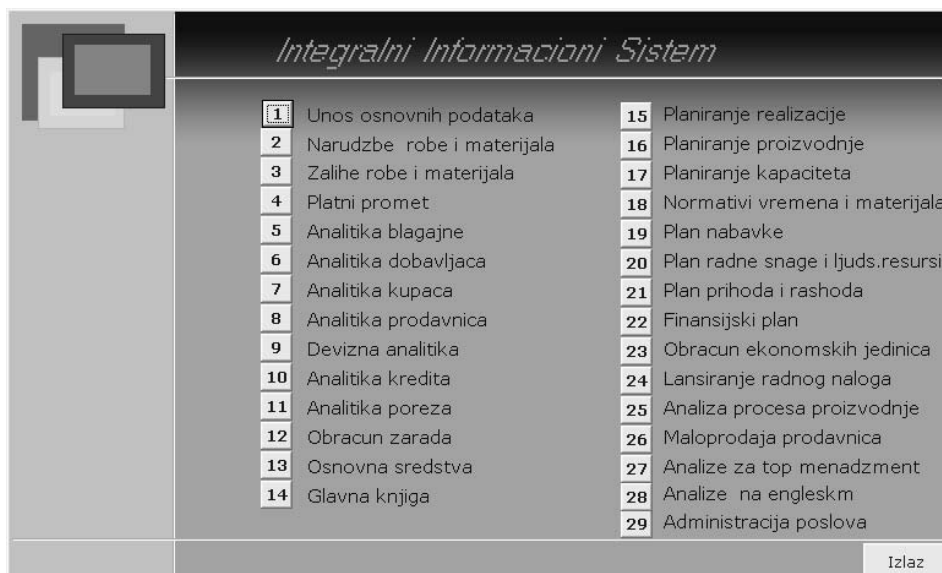 Integralni Informacioni Sistem
1 Unos osnovnih podataka
2 Narudzbe robe i materijala
3 Zalihe robe i materijala
4 Platni promet
5 Analitika blagajne
6 Analitika dobavljaca
7 Analitika kupaca
8 Analitika prodavnica
9 Devizna analitika
10 Analitika kredita
11 Analitika poreza
12 Obracun zarada
13 Osnovna sredstva
14 Glavna knjiga
15 Planiranje realizacije
16 Planiranje proizvodnje
17 Planiranje kapaciteta
18 Normativi vremena i materijala
19 Plan nabavke
20 Plan radne snage i ljuds.resursi
21 Plan prihoda i rashoda
22 Finansijski plan
23 Obracun ekonomskih jedinica
24 Lansiranje radnog naloga
25 Analiza procesa proizvodnje
26 Maloprodaja prodavnica
27 Analize za top menadzment
28 Analize na engleskm
29 Administracija poslova
Izlaz